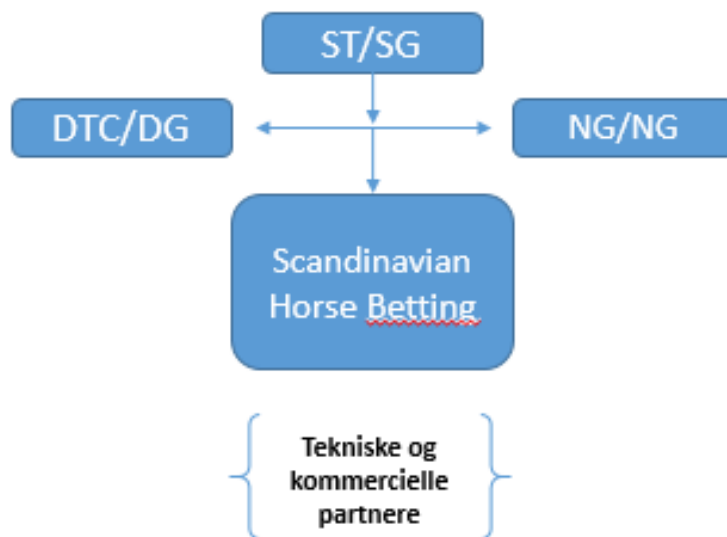 ST/SG
DTC/DG
NG/NG
Scandinavian
Horse Betting
Tekniske og
kommercielle
partnere